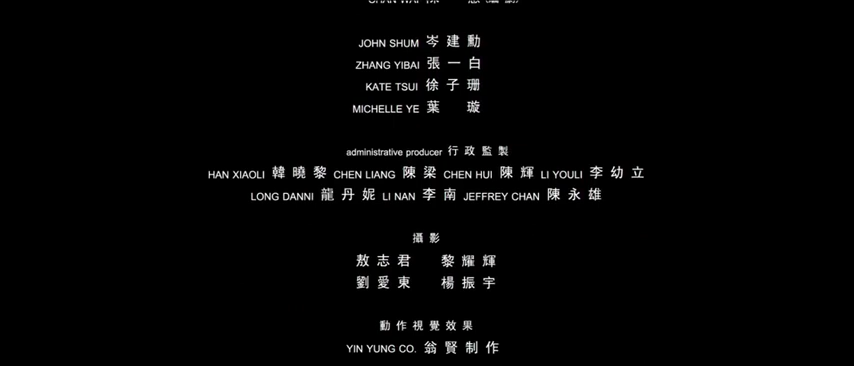 JOHN SHUM 岑建勳
ZHANG YIBAI 張一白
KATE TSUI 徐子珊
MICHELLE YE 葉 璇
administrative producer 行政監製
HAN XIAOLI 韓曉黎 CHEN LIANG 陳梁 CHEN HUI 陳輝 LI YOULI 李幼立
LONG DANNI 龍丹妮 LI NAN 李南 JEFFREY CHAN 陳永雄
攝影
敖志君 黎耀輝
劉愛東 楊振宇
動作視覺效果
YIN YUNG CO. 翁賢制作